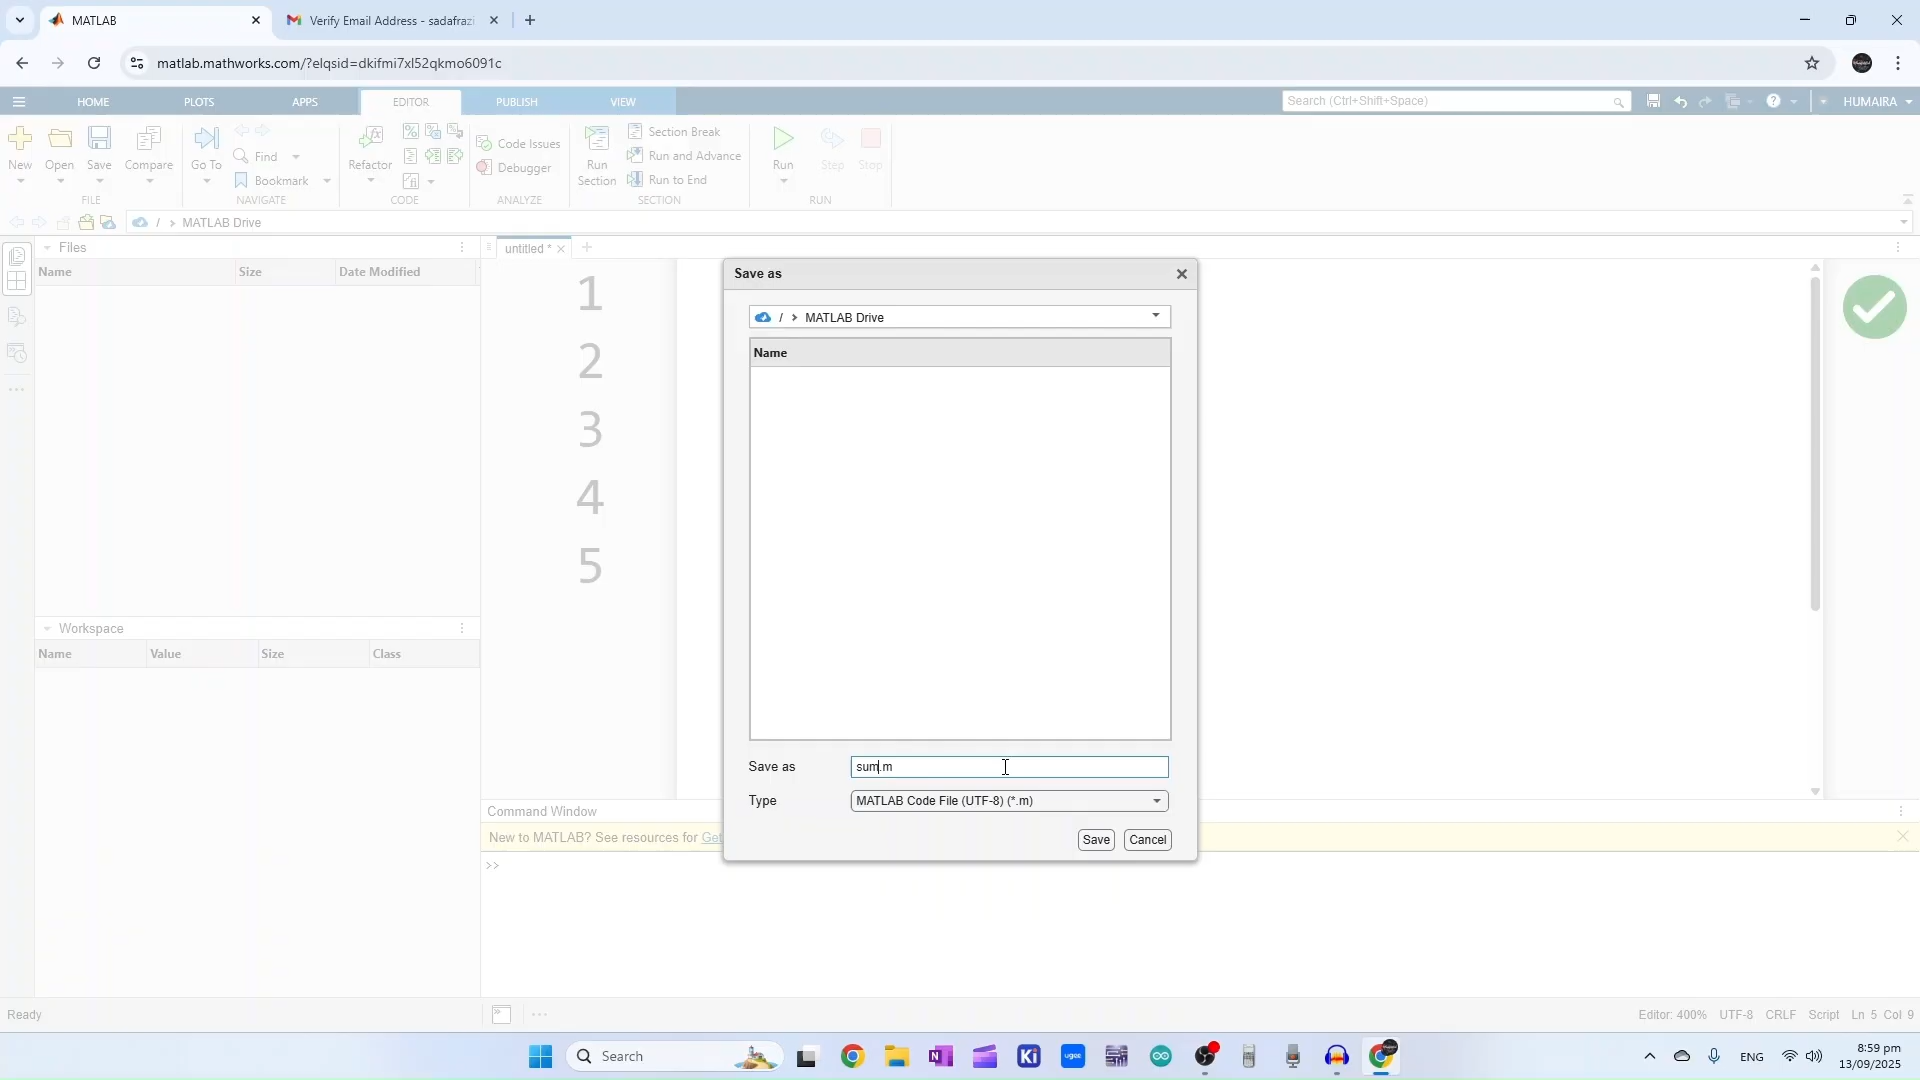 MATLAB
Verify Email Address - sadafrazi
matlab.mathworks.com/?elqsid=dkifmi7xl52qkmo6091c
HOME PLOTS APPS EDITOR PUBLISH VIEW
Search (Ctrl+Shift+Space)
HUMAIRA
New Open Save Compare
FILE
Go To Find Bookmark
NAVIGATE
Refactor
CODE
Code Issues
Debugger
ANALYZE
Run Section
Section Break
Run and Advance
Run to End
SECTION
Run Step Stop
RUN
/ > MATLAB Drive
Files
Name Size Date Modified
untitled *
1
2
3
4
5
Save as
/ > MATLAB Drive
Name
Save as sum.m
Type MATLAB Code File (UTF-8) (*.m)
Save Cancel
Workspace
Name Value Size Class
Command Window
New to MATLAB? See resources for Get
>>
Ready
Editor: 400% UTF-8 CRLF Script Ln 5 Col 9
Search
Ki
ugee
ENG
8:59 pm
13/09/2025